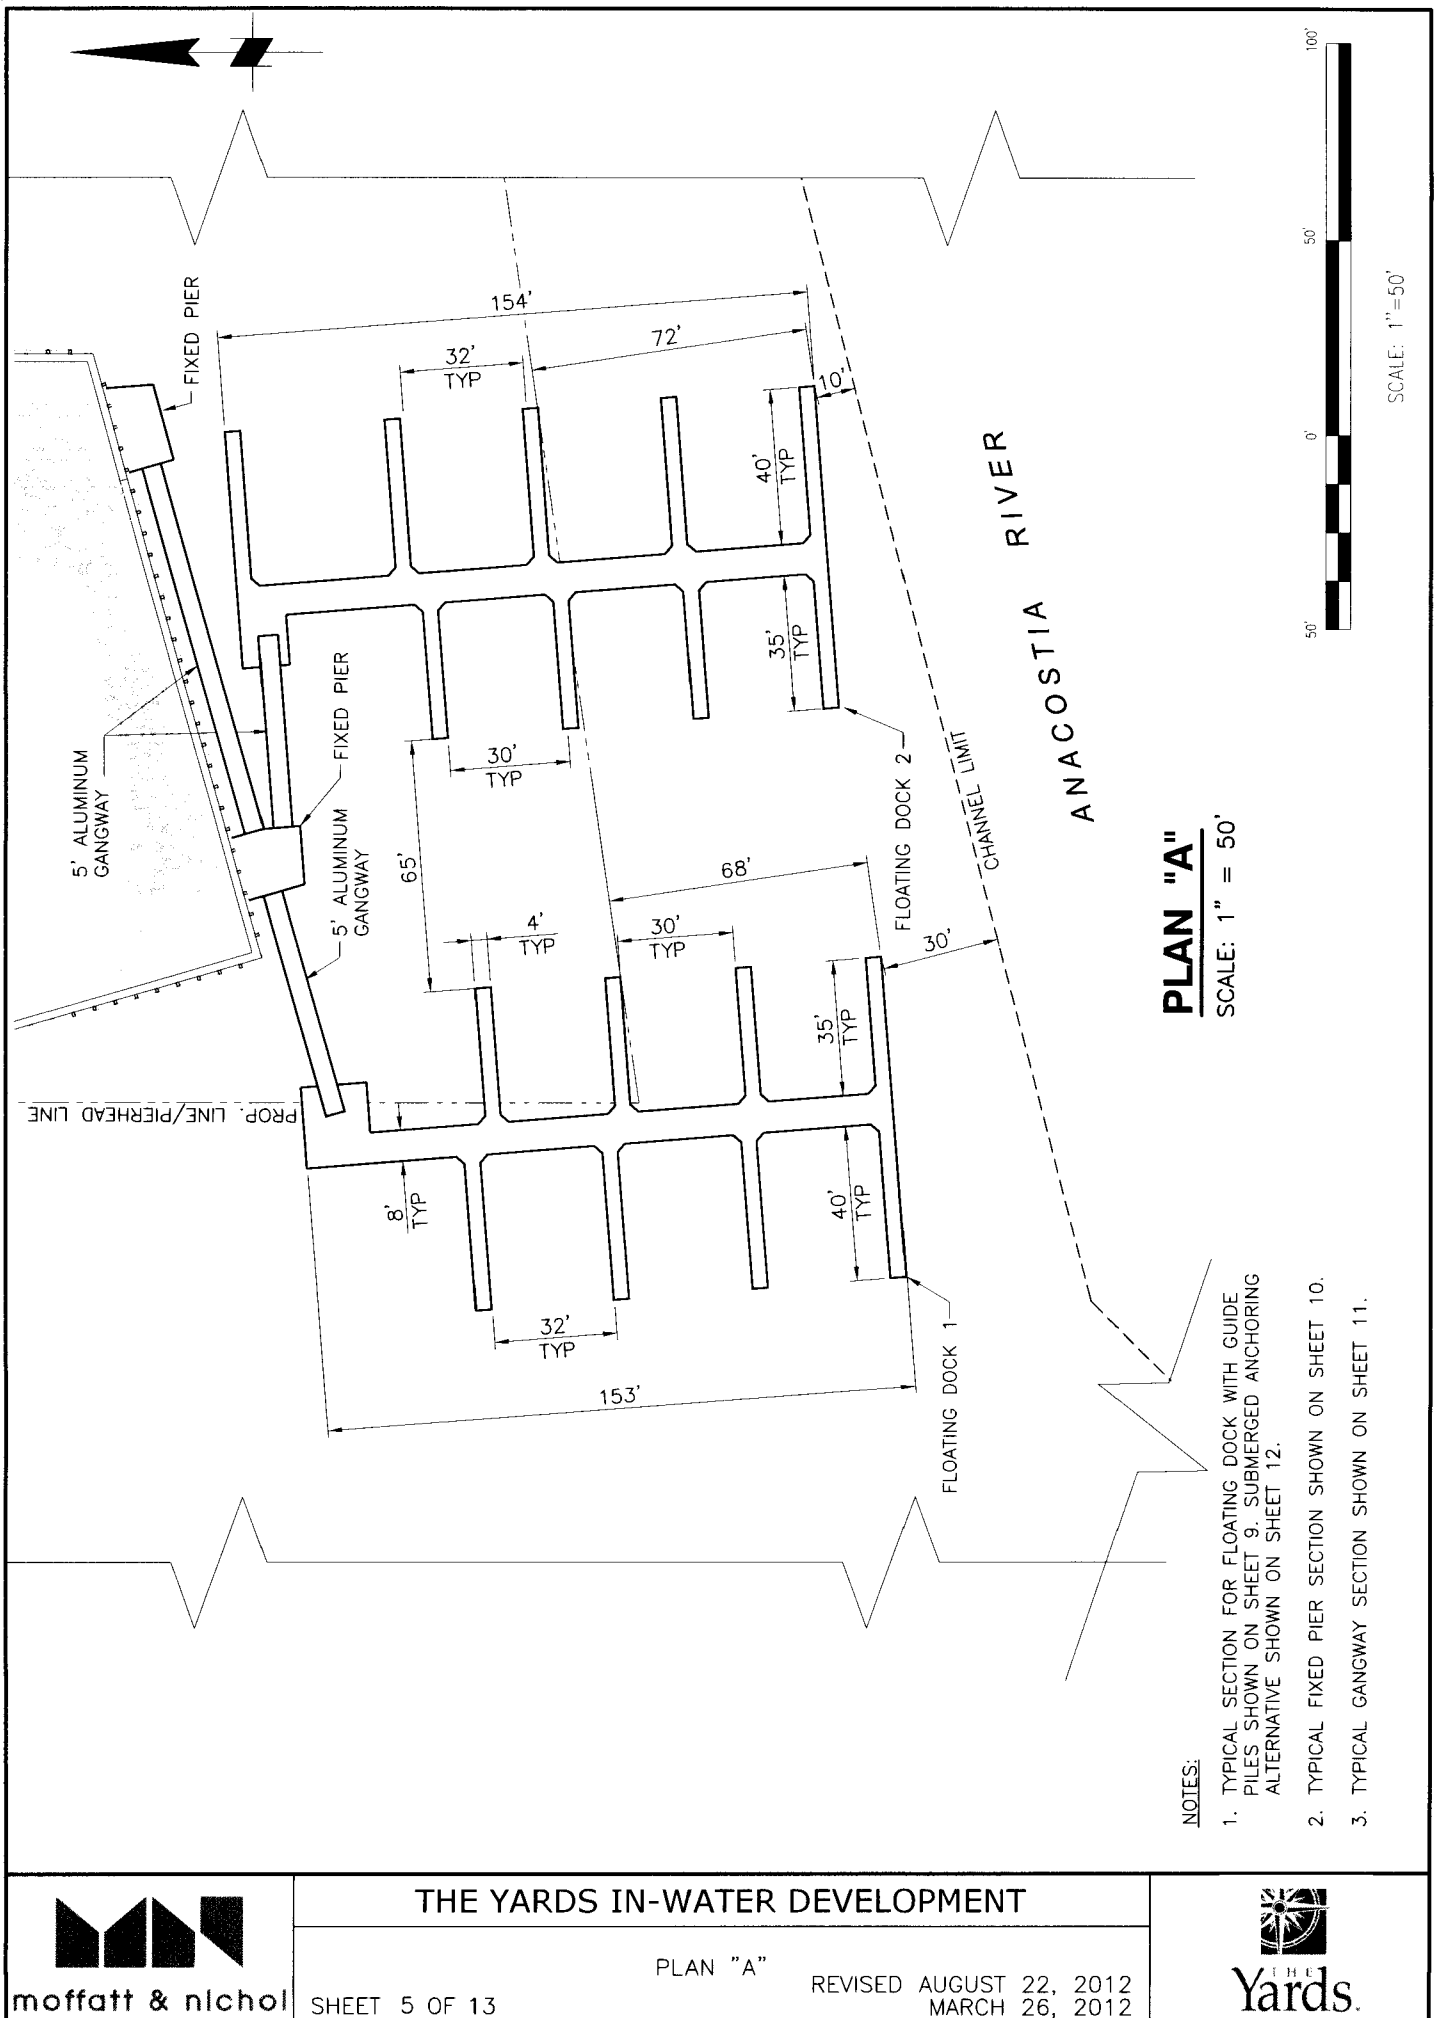 100'
50'
0'
50'
SCALE: 1"=50'
FIXED PIER
154'
72'
32'
TYP
10'
40'
TYP
5' ALUMINUM
GANGWAY
FIXED PIER
5' ALUMINUM
GANGWAY
35'
TYP
30'
TYP
65'
FLOATING DOCK 2
CHANNEL LIMIT
ANACOSTIA RIVER
68'
4'
TYP
30'
TYP
30'
35'
TYP
PROP. LINE/PIERHEAD LINE
8'
TYP
40'
TYP
32'
TYP
153'
FLOATING DOCK 1
PLAN "A"
SCALE: 1" = 50'
NOTES:
1. TYPICAL SECTION FOR FLOATING DOCK WITH GUIDE
PILES SHOWN ON SHEET 9. SUBMERGED ANCHORING
ALTERNATIVE SHOWN ON SHEET 12.
2. TYPICAL FIXED PIER SECTION SHOWN ON SHEET 10.
3. TYPICAL GANGWAY SECTION SHOWN ON SHEET 11.
moffatt & nichol
THE YARDS IN-WATER DEVELOPMENT
PLAN "A"
SHEET 5 OF 13
REVISED AUGUST 22, 2012
MARCH 26, 2012
THE
Yards.